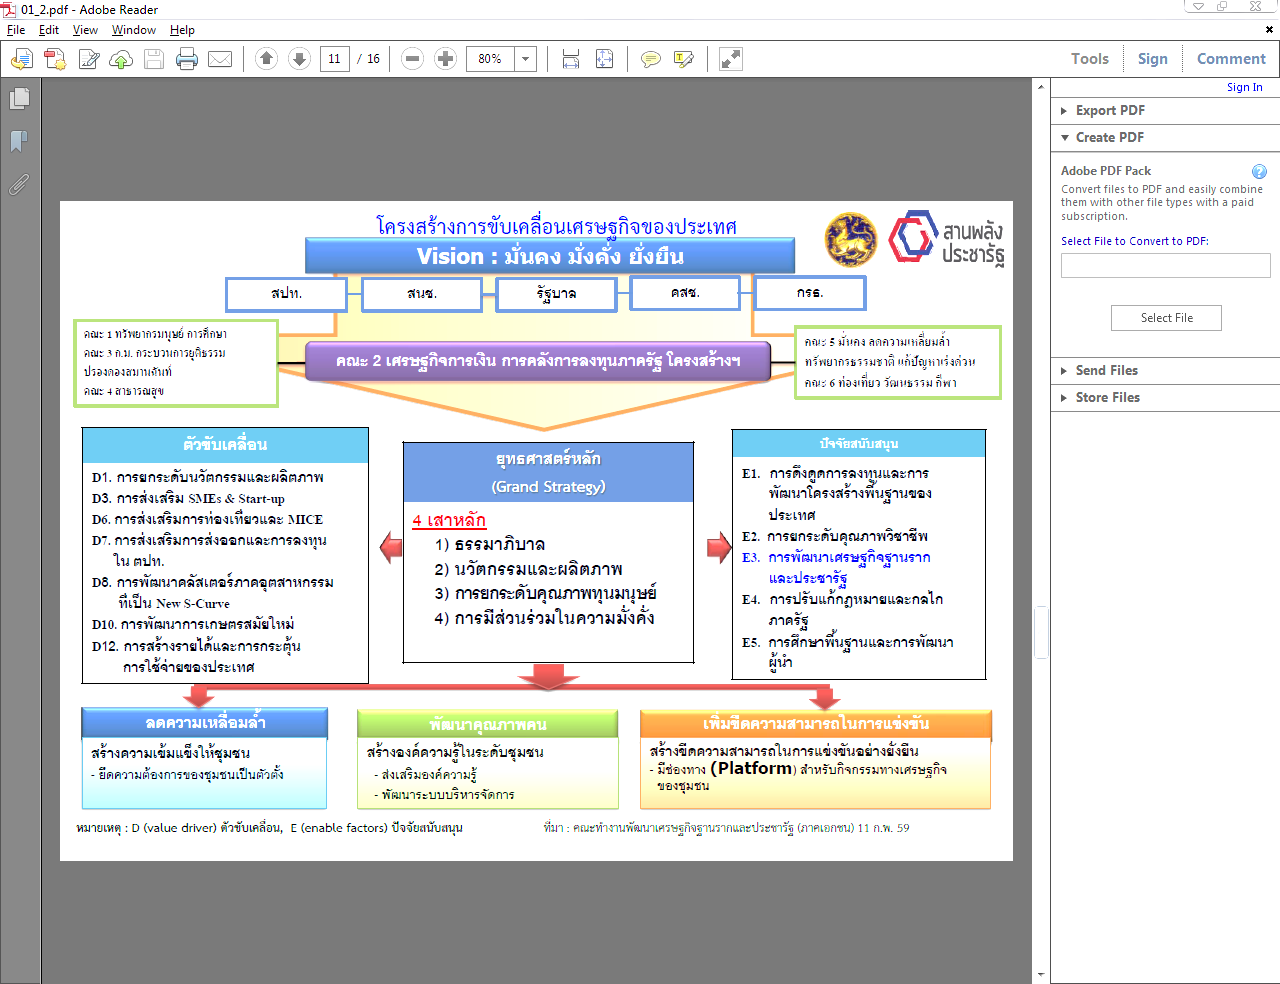 01_2.pdf - Adobe Reader
File Edit View Window Help
11 / 16 80% Tools Sign Comment
Sign In
Export PDF
Create PDF
Adobe PDF Pack
Convert files to PDF and easily combine
them with other file types with a paid
subscription.
Select File to Convert to PDF:
Select File
Send Files
Store Files
โครงสร้างการขับเคลื่อนเศรษฐกิจของประเทศ
สานพลัง
ประชารัฐ
Vision : มั่นคง มั่งคั่ง ยั่งยืน
สปท. สนช. รัฐบาล คสช. กรธ.
คณะ 1 ทรัพยากรมนุษย์ การศึกษา
คณะ 3 ก.ม. กระบวนการยุติธรรม
ปรองดองสมานฉันท์
คณะ 4 สาธารณสุข
คณะ 2 เศรษฐกิจการเงิน การคลังการลงทุนภาครัฐ โครงสร้างฯ
คณะ 5 มั่นคง ลดความเหลื่อมล้ำ
ทรัพยากรธรรมชาติ แก้ปัญหาเร่งด่วน
คณะ 6 ท่องเที่ยว วัฒนธรรม กีฬา
ตัวขับเคลื่อน
D1. การยกระดับนวัตกรรมและผลิตภาพ
D3. การส่งเสริม SMEs & Start-up
D6. การส่งเสริมการท่องเที่ยวและ MICE
D7. การส่งเสริมการส่งออกและการลงทุน
ใน ตปท.
D8. การพัฒนาคลัสเตอร์ภาคอุตสาหกรรม
ที่เป็น New S-Curve
D10. การพัฒนาการเกษตรสมัยใหม่
D12. การสร้างรายได้และการกระตุ้น
การใช้จ่ายของประเทศ
ยุทธศาสตร์หลัก
(Grand Strategy)
4 เสาหลัก
1) ธรรมาภิบาล
2) นวัตกรรมและผลิตภาพ
3) การยกระดับคุณภาพทุนมนุษย์
4) การมีส่วนร่วมในความมั่งคั่ง
ปัจจัยสนับสนุน
E1. การดึงดูดการลงทุนและการ
พัฒนาโครงสร้างพื้นฐานของ
ประเทศ
E2. การยกระดับคุณภาพวิชาชีพ
E3. การพัฒนาเศรษฐกิจฐานราก
และประชารัฐ
E4. การปรับแก้กฎหมายและกลไก
ภาครัฐ
E5. การศึกษาพื้นฐานและการพัฒนา
ผู้นำ
ลดความเหลื่อมล้ำ
สร้างความเข้มแข็งให้ชุมชน
- ยึดความต้องการของชุมชนเป็นตัวตั้ง
พัฒนาคุณภาพคน
สร้างองค์ความรู้ในระดับชุมชน
- ส่งเสริมองค์ความรู้
- พัฒนาระบบบริหารจัดการ
เพิ่มขีดความสามารถในการแข่งขัน
สร้างขีดความสามารถในการแข่งขันอย่างยั่งยืน
- มีช่องทาง (Platform) สำหรับกิจกรรมทางเศรษฐกิจ
ของชุมชน
หมายเหตุ : D (value driver) ตัวขับเคลื่อน, E (enable factors) ปัจจัยสนับสนุน
ที่มา : คณะทำงานพัฒนาเศรษฐกิจฐานรากและประชารัฐ (ภาคเอกชน) 11 ก.พ. 59